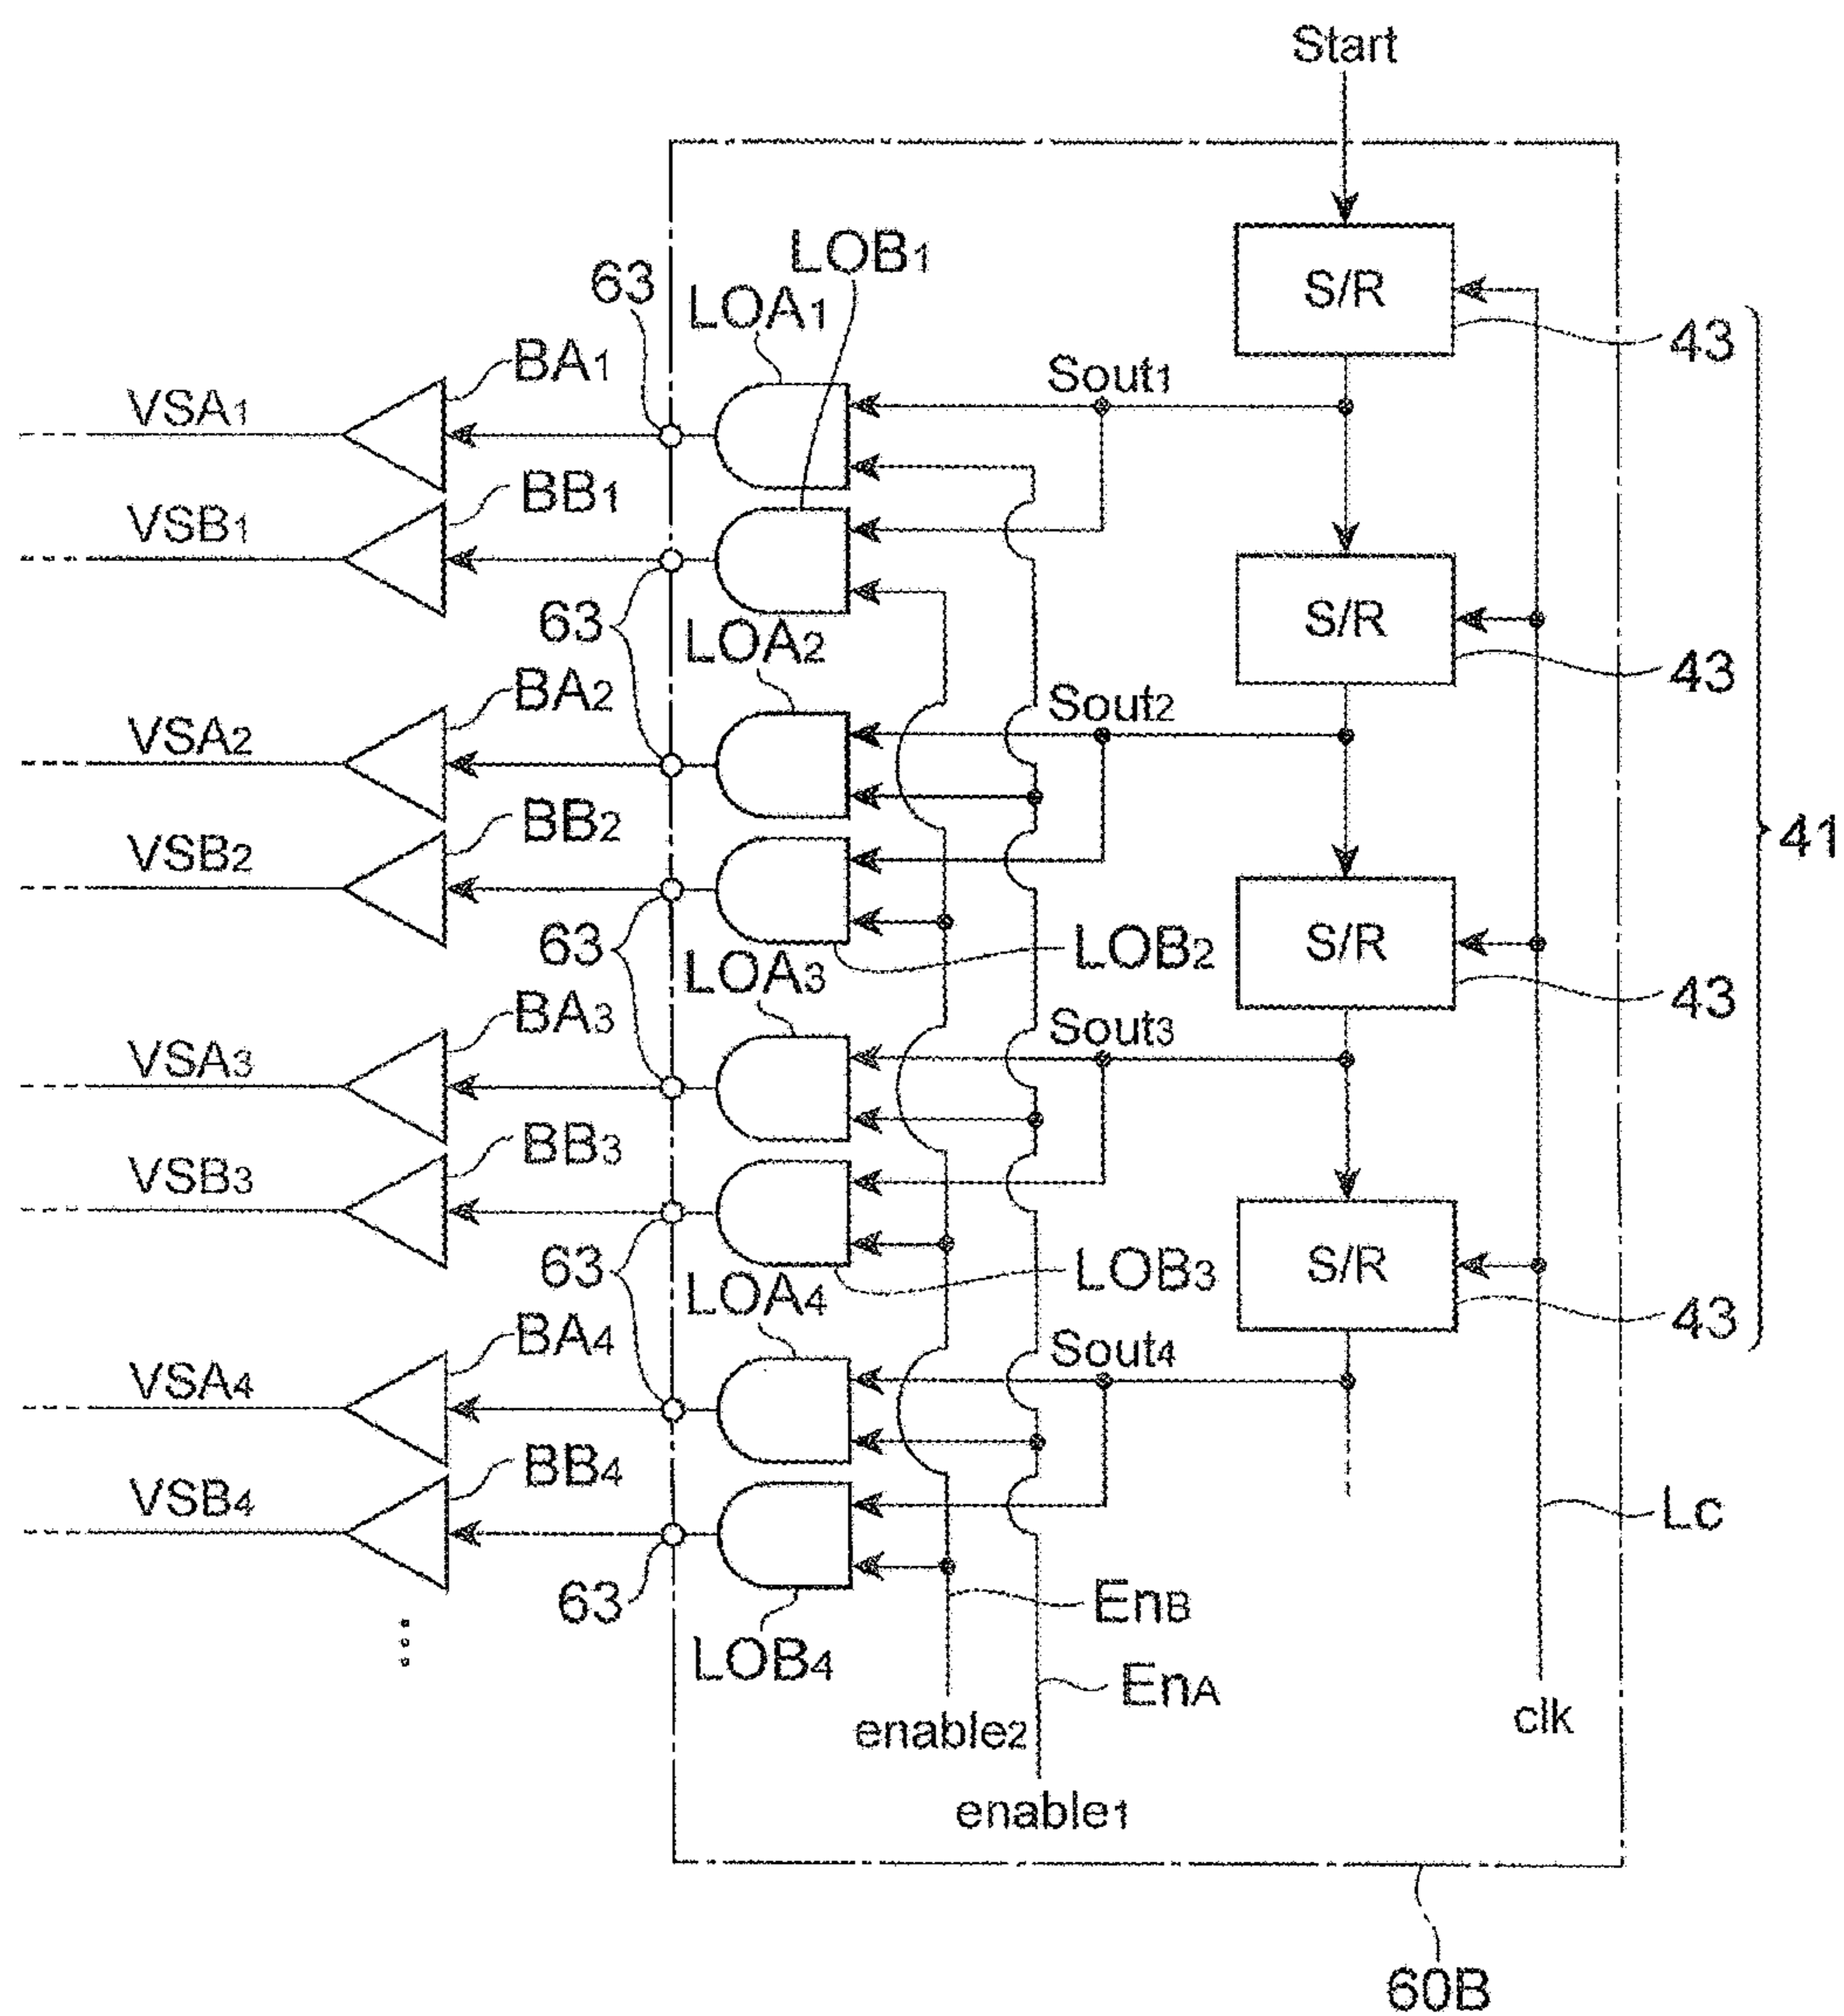 Start
LOB1
63
LOA1
S/R
43
BA1
Sout1
VSA1
BB1
VSB1
63
LOA2
S/R
43
BA2
Sout2
VSA2
BB2
VSB2
41
63
LOA3
LOB2
S/R
43
BA3
Sout3
VSA3
BB3
VSB3
63
LOA4
LOB3
S/R
43
BA4
Sout4
VSA4
BB4
VSB4
Lc
63
EnB
LOB4
EnA
enable2
clk
enable1
60B